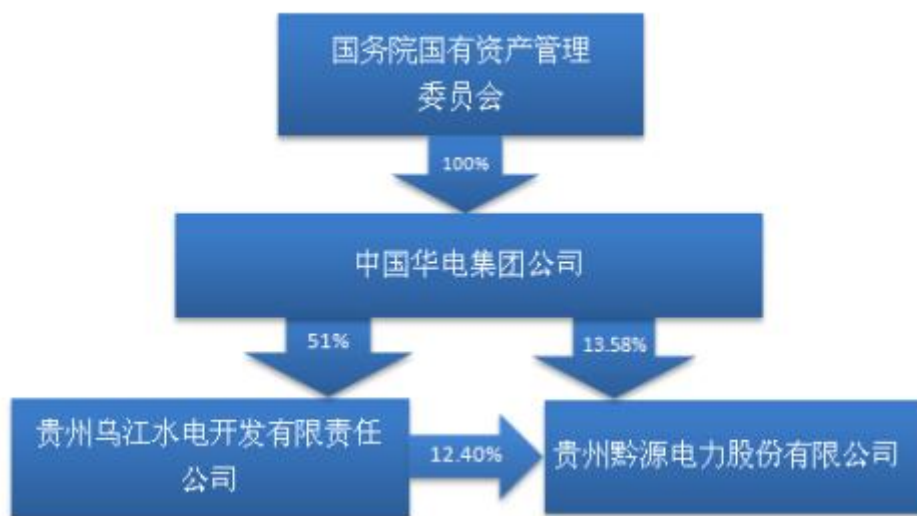 国务院国有资产管理
委员会
100%
中国华电集团公司
51%
13.58%
贵州乌江水电开发有限责任
公司
12.40%
贵州黔源电力股份有限公司